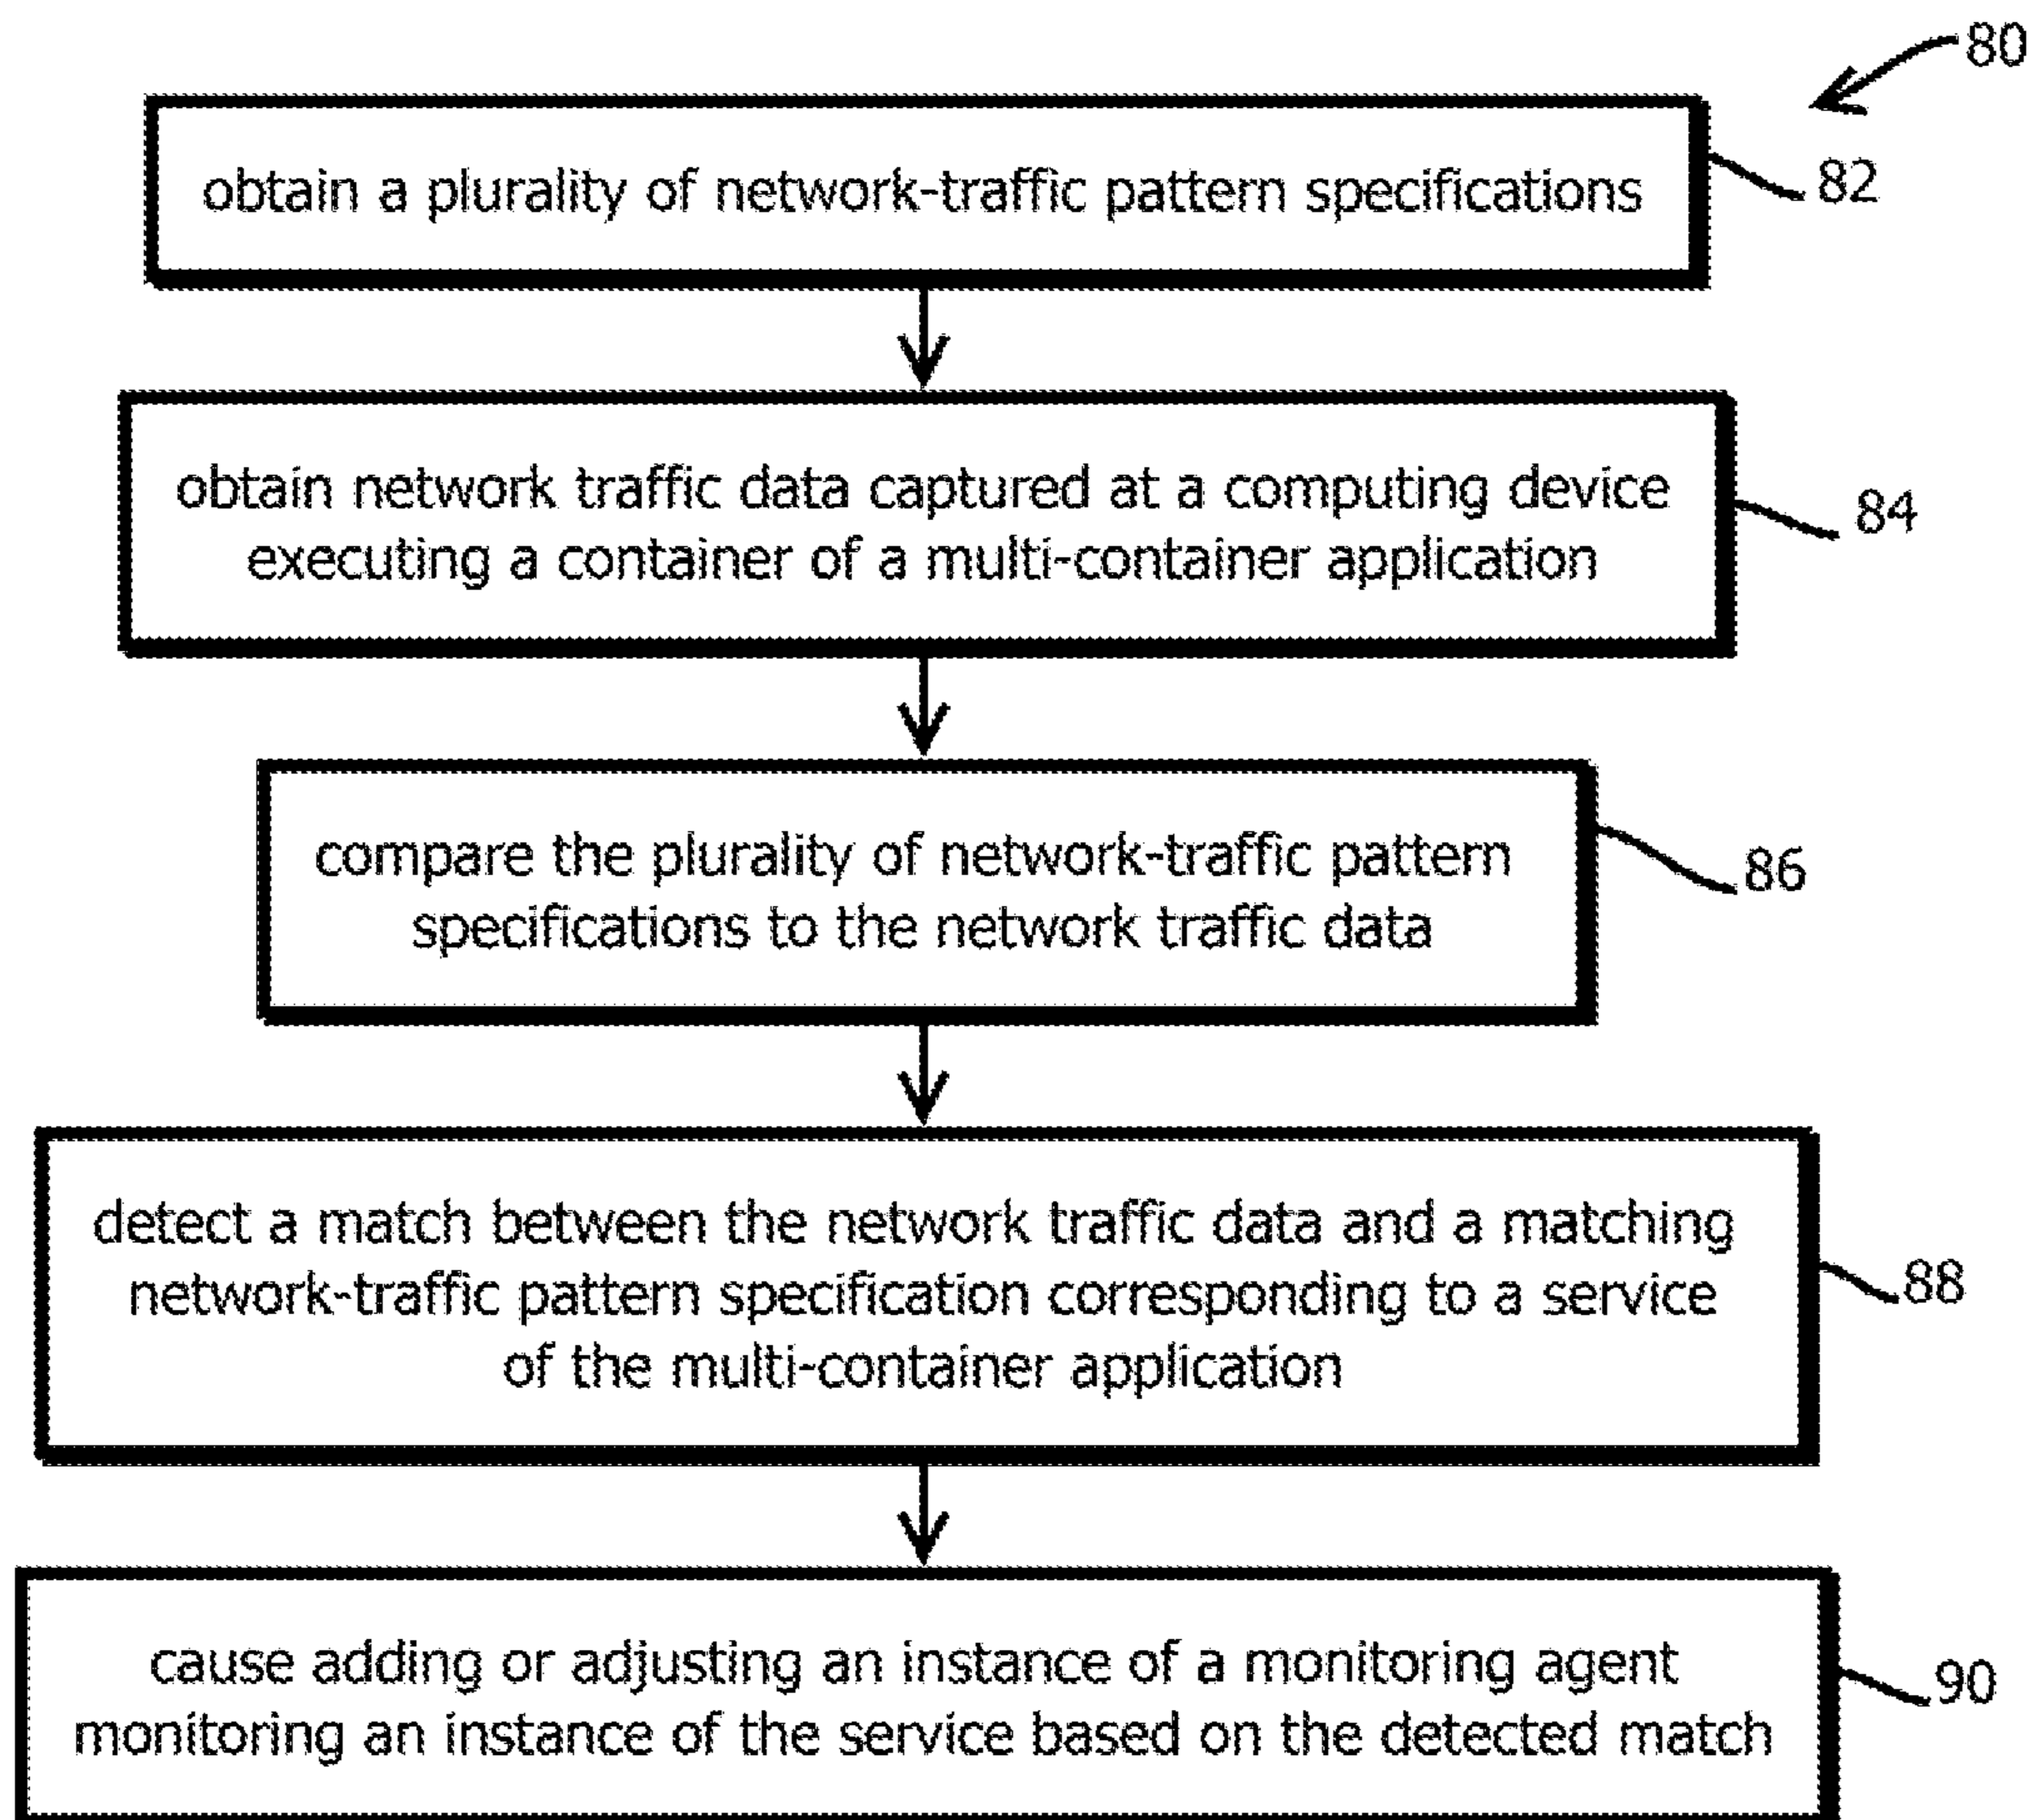 80
obtain a plurality of network-traffic pattern specifications
82
obtain network traffic data captured at a computing device
executing a container of a multi-container application
84
compare the plurality of network-traffic pattern
specifications to the network traffic data
86
detect a match between the network traffic data and a matching
network-traffic pattern specification corresponding to a service
of the multi-container application
88
cause adding or adjusting an instance of a monitoring agent
monitoring an instance of the service based on the detected match
90